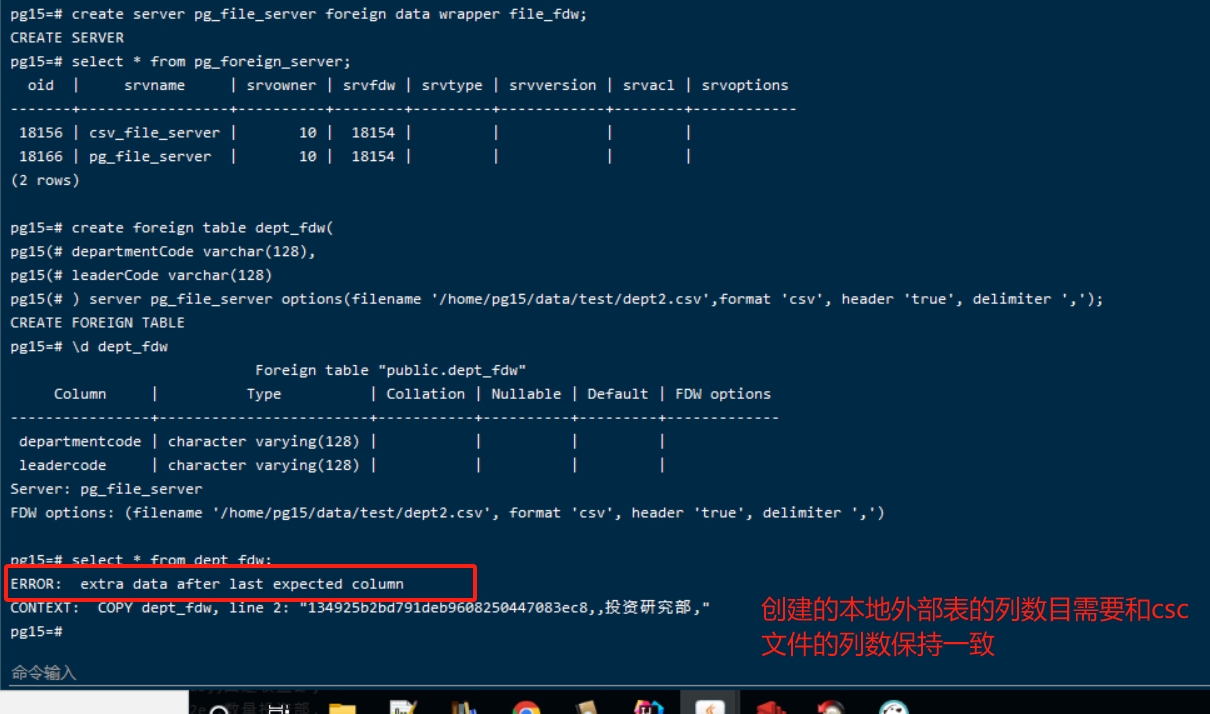 pg15=# create server pg_file_server foreign data wrapper file_fdw;
CREATE SERVER
pg15=# select * from pg_foreign_server;
  oid  |    srvname      | srvowner | srvfdw | srvtype | srvversion | srvacl | srvoptions
-------+-----------------+----------+--------+---------+------------+--------+------------
 18156 | csv_file_server |       10 |  18154 |         |            |        |
 18166 | pg_file_server  |       10 |  18154 |         |            |        |
(2 rows)
pg15=# create foreign table dept_fdw(
pg15(# departmentCode varchar(128),
pg15(# leaderCode varchar(128)
pg15(# ) server pg_file_server options(filename '/home/pg15/data/test/dept2.csv',format 'csv', header 'true', delimiter ',');
CREATE FOREIGN TABLE
pg15=# \d dept_fdw
                            Foreign table "public.dept_fdw"
     Column     |          Type          | Collation | Nullable | Default | FDW options
----------------+------------------------+-----------+----------+---------+-------------
 departmentcode | character varying(128) |           |          |         |
 leadercode     | character varying(128) |           |          |         |
Server: pg_file_server
FDW options: (filename '/home/pg15/data/test/dept2.csv', format 'csv', header 'true', delimiter ',')
pg15=# select * from dept_fdw;
ERROR:  extra data after last expected column
CONTEXT:  COPY dept_fdw, line 2: "134925b2bd791deb9608250447083ec8,,投资研究部,"
pg15=#
创建的本地外部表的列数目需要和csc
文件的列数保持一致
命令输入